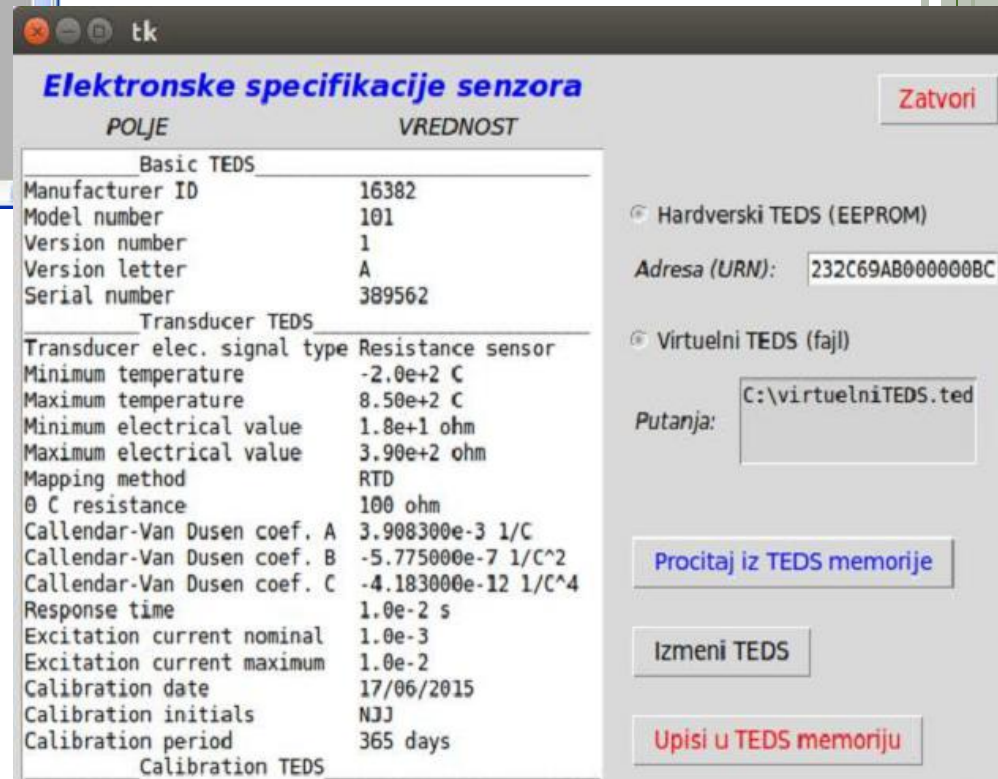 tk
Elektronske specifikacije senzora
Zatvori
POLJE VREDNOST
Basic TEDS
Manufacturer ID 16382
Model number 101
Version number 1
Version letter A
Serial number 389562
Transducer TEDS
Transducer elec. signal type Resistance sensor
Minimum temperature -2.0e+2 C
Maximum temperature 8.50e+2 C
Minimum electrical value 1.8e+1 ohm
Maximum electrical value 3.90e+2 ohm
Mapping method RTD
0 C resistance 100 ohm
Callendar-Van Dusen coef. A 3.908300e-3 1/C
Callendar-Van Dusen coef. B -5.775000e-7 1/C^2
Callendar-Van Dusen coef. C -4.183000e-12 1/C^4
Response time 1.0e-2 s
Excitation current nominal 1.0e-3
Excitation current maximum 1.0e-2
Calibration date 17/06/2015
Calibration initials NJJ
Calibration period 365 days
Calibration TEDS
Hardverski TEDS (EEPROM)
Adresa (URN): 232C69AB000000BC
Virtuelni TEDS (fajl)
Putanja: C:\virtuelniTEDS.ted
Procitaj iz TEDS memorije
Izmeni TEDS
Upisi u TEDS memoriju